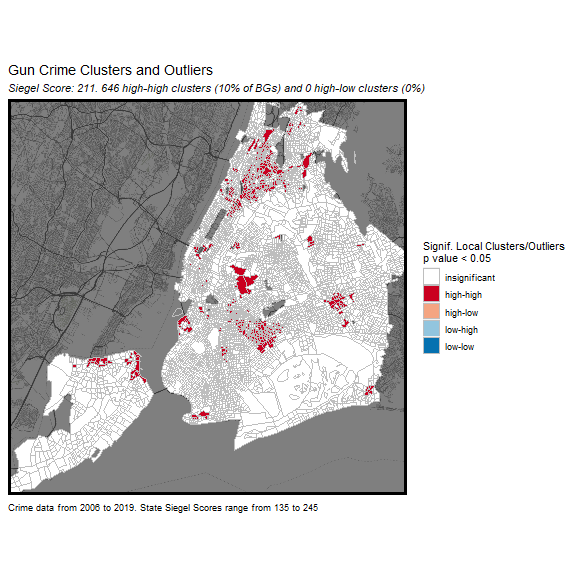 Gun Crime Clusters and Outliers
Siegel Score: 211. 646 high-high clusters (10% of BGs) and 0 high-low clusters (0%)
Signif. Local Clusters/Outliers
p value < 0.05
insignificant
high-high
high-low
low-high
low-low
Crime data from 2006 to 2019. State Siegel Scores range from 135 to 245